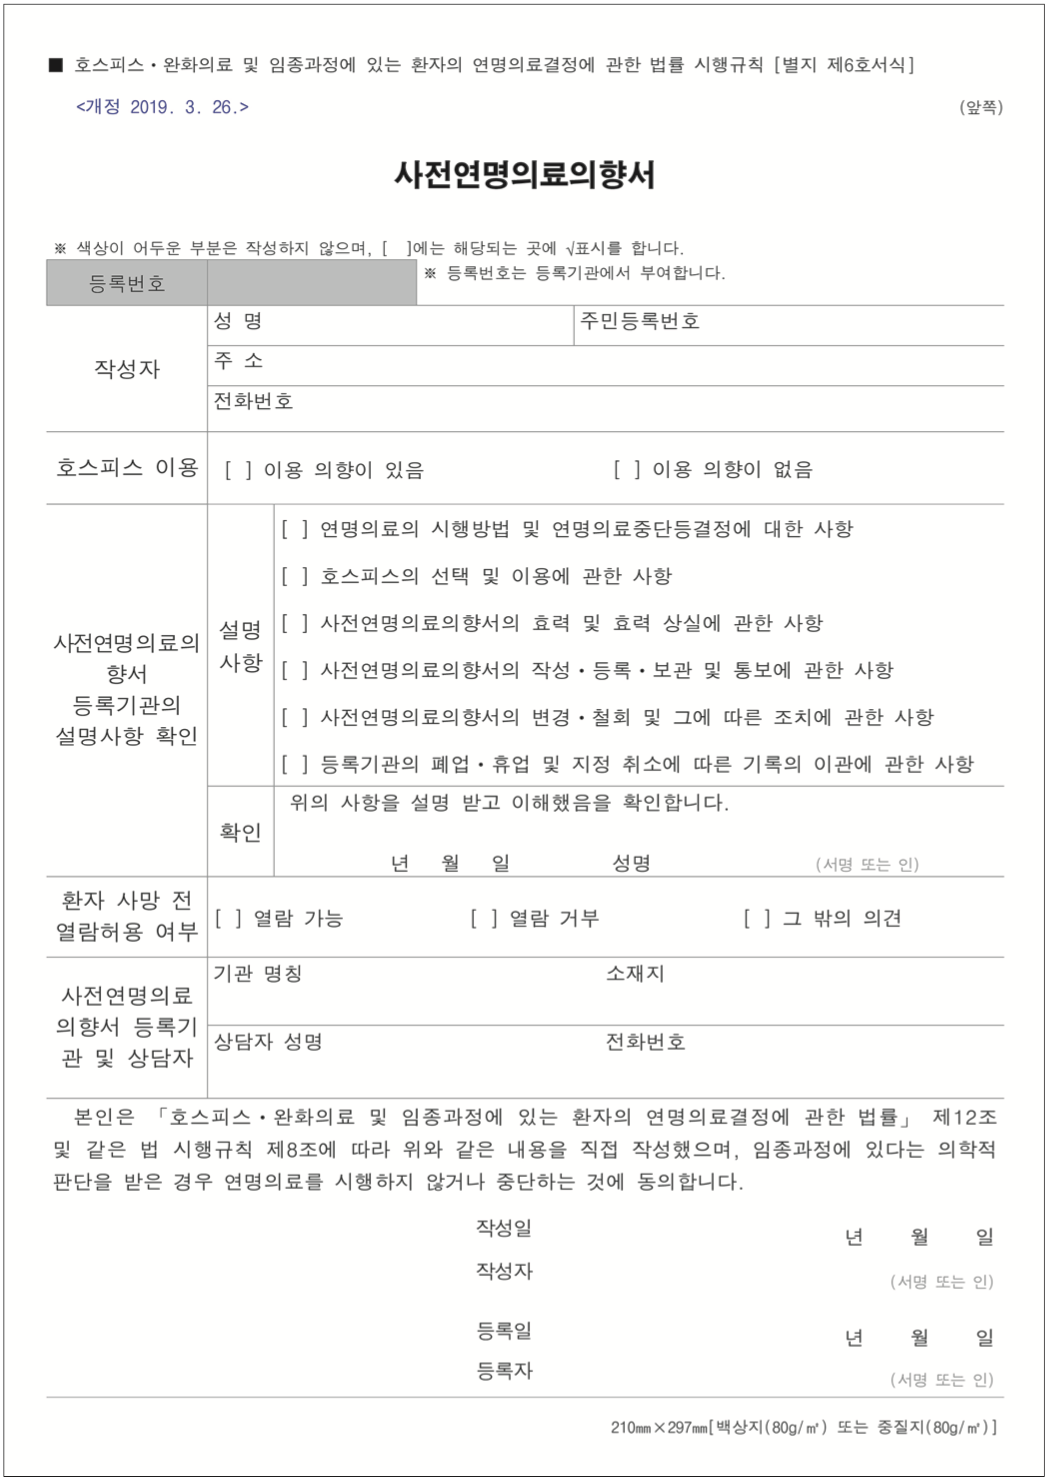 ■ 호스피스・완화의료 및 임종과정에 있는 환자의 연명의료결정에 관한 법률 시행규칙 [별지 제6호서식]
<개정 2019. 3. 26.> (앞쪽)
사전연명의료의향서
※ 색상이 어두운 부분은 작성하지 않으며, [ ]에는 해당되는 곳에 √표시를 합니다.
등록번호 ※ 등록번호는 등록기관에서 부여합니다.
작성자
성 명 주민등록번호
주 소
전화번호
호스피스 이용 [ ] 이용 의향이 있음 [ ] 이용 의향이 없음
사전연명의료의
향서
등록기관의
설명사항 확인
설명
사항
[ ] 연명의료의 시행방법 및 연명의료중단등결정에 대한 사항
[ ] 호스피스의 선택 및 이용에 관한 사항
[ ] 사전연명의료의향서의 효력 및 효력 상실에 관한 사항
[ ] 사전연명의료의향서의 작성・등록・보관 및 통보에 관한 사항
[ ] 사전연명의료의향서의 변경・철회 및 그에 따른 조치에 관한 사항
[ ] 등록기관의 폐업・휴업 및 지정 취소에 따른 기록의 이관에 관한 사항
확인
위의 사항을 설명 받고 이해했음을 확인합니다.
년 월 일 성명 (서명 또는 인)
환자 사망 전
열람허용 여부
[ ] 열람 가능 [ ] 열람 거부 [ ] 그 밖의 의견
사전연명의료
의향서 등록기
관 및 상담자
기관 명칭 소재지
상담자 성명 전화번호
본인은 「호스피스・완화의료 및 임종과정에 있는 환자의 연명의료결정에 관한 법률」 제12조
및 같은 법 시행규칙 제8조에 따라 위와 같은 내용을 직접 작성했으며, 임종과정에 있다는 의학적
판단을 받은 경우 연명의료를 시행하지 않거나 중단하는 것에 동의합니다.
작성일 년 월 일
작성자 (서명 또는 인)
등록일 년 월 일
등록자 (서명 또는 인)
210㎜×297㎜[백상지(80g/㎡) 또는 중질지(80g/㎡)]